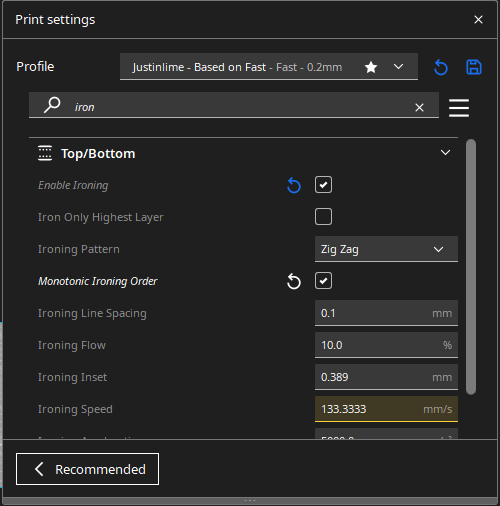 Print settings
Profile
Justinlime - Based on Fast - Fast - 0.2mm
iron
Top/Bottom
Enable Ironing
Iron Only Highest Layer
Ironing Pattern
Zig Zag
Monotonic Ironing Order
Ironing Line Spacing
0.1 mm
Ironing Flow
10.0 %
Ironing Inset
0.389 mm
Ironing Speed
133.3333 mm/s
Recommended